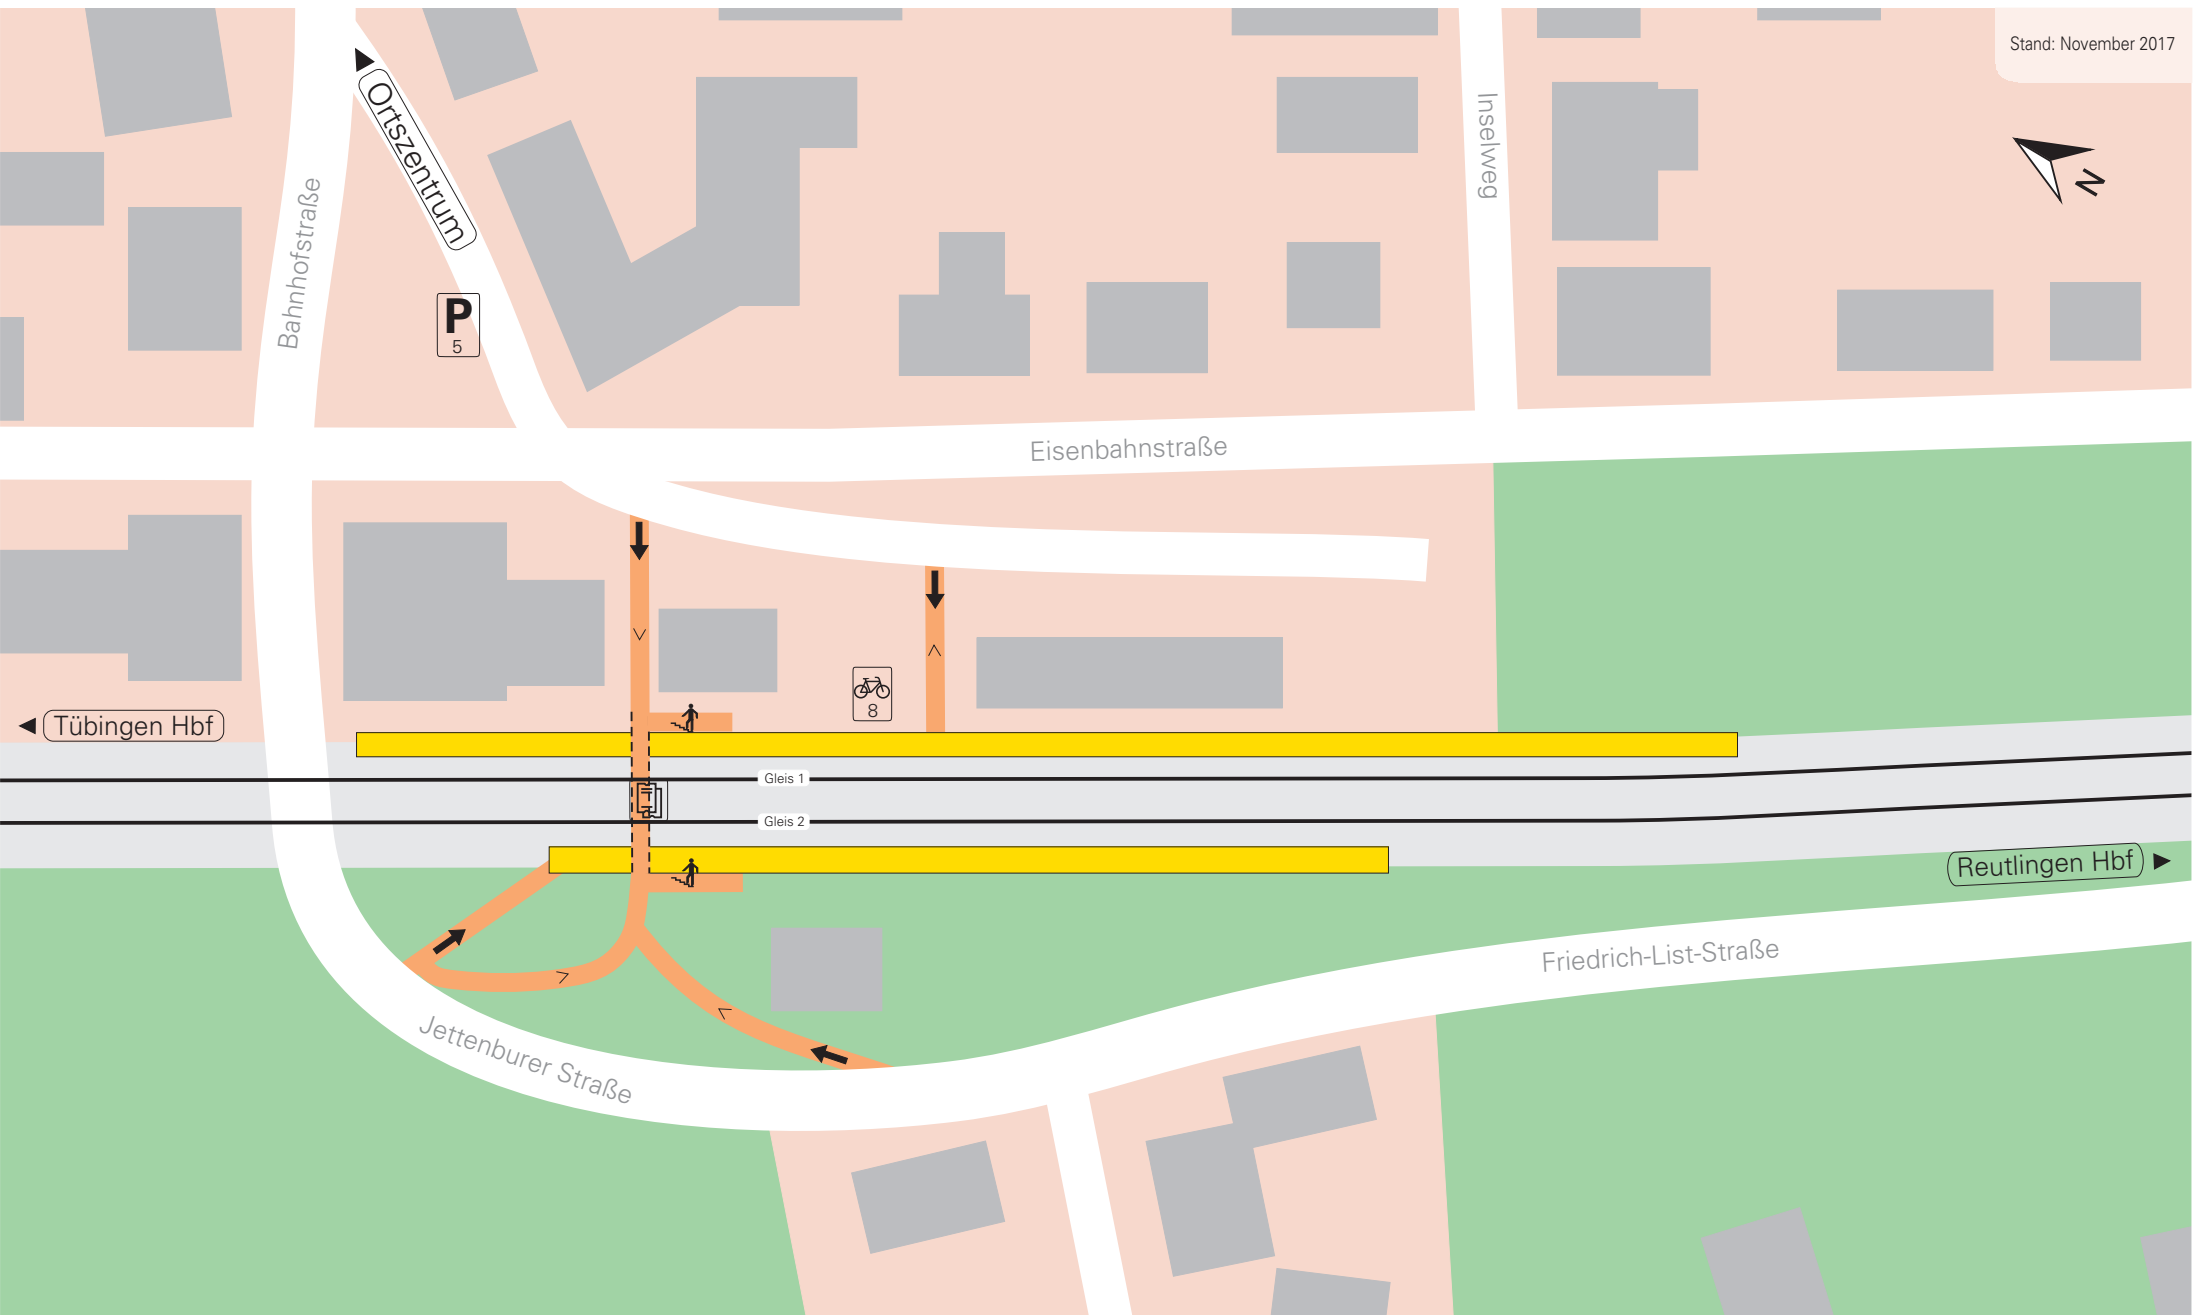 Stand: November 2017
Ortszentrum
Inselweg
N
Bahnhofstraße
P
5
Eisenbahnstraße
8
Tübingen Hbf
Gleis 1
Gleis 2
Reutlingen Hbf
Friedrich-List-Straße
Jettenburer Straße